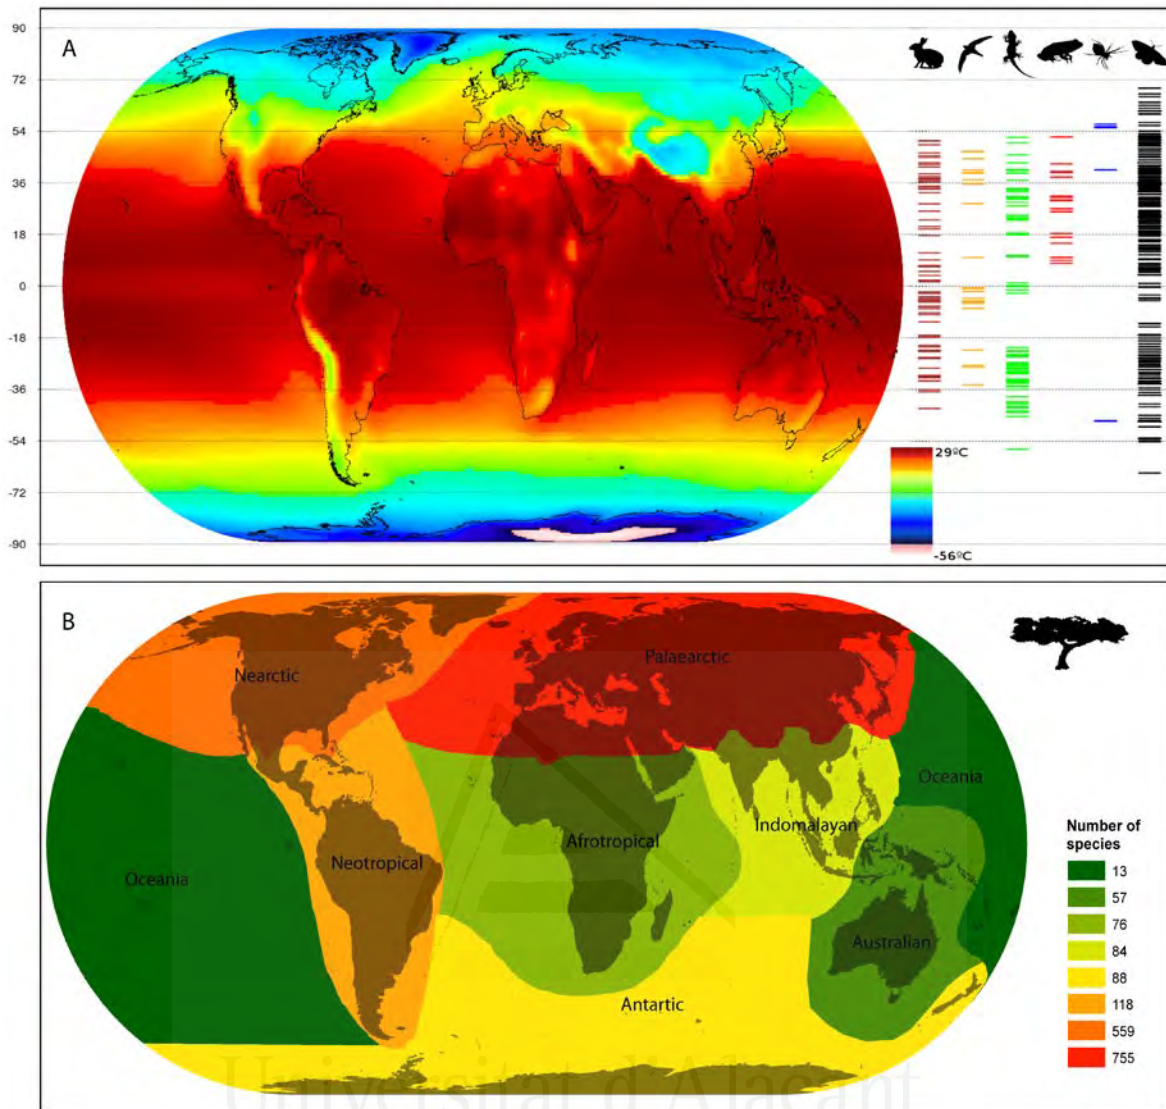 A
90
72
54
36
18
0
-18
-36
-54
-72
-90
29ºC
-56ºC
B
Nearctic
Palaearctic
Oceania
Indomalayan
Afrotropical
Neotropical
Oceania
Australian
Antartic
Number of
species
13
57
76
84
88
118
559
755
Universitat d'Alacant